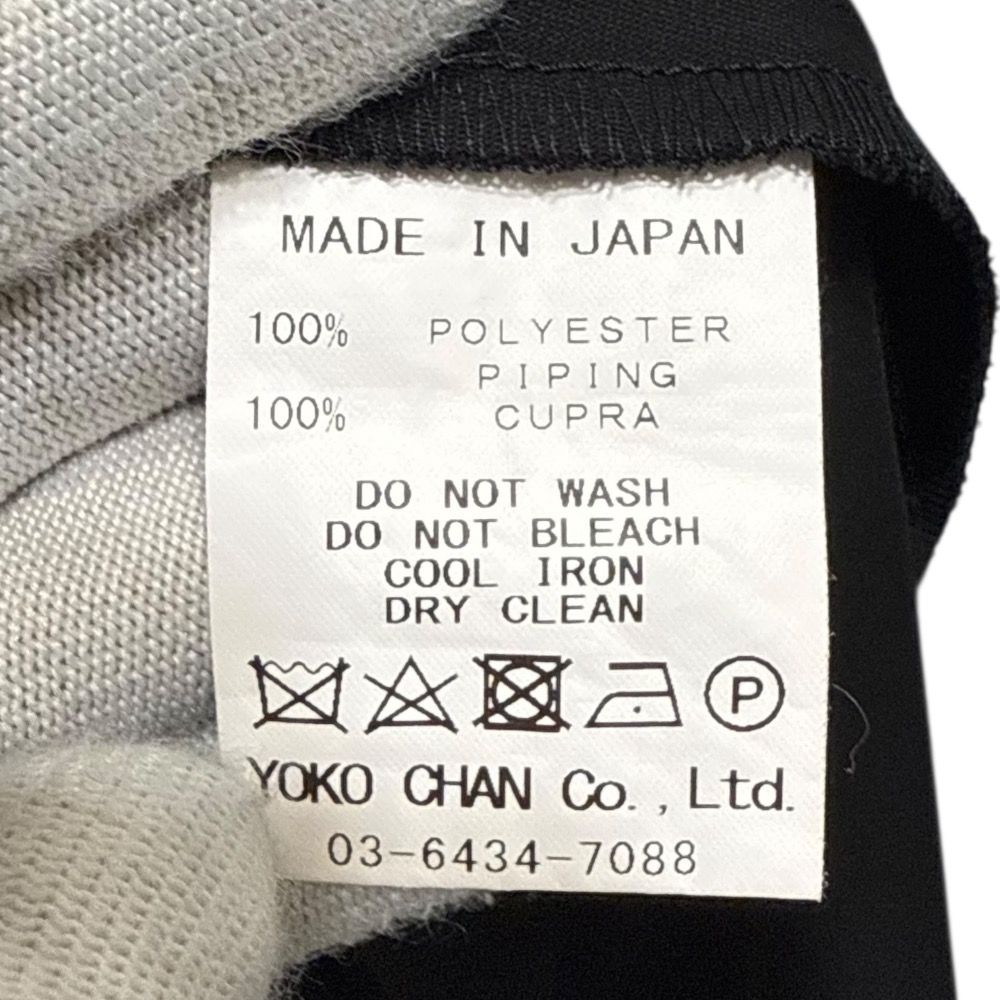 MADE IN JAPAN
100% POLYESTER
PIPING
100% CUPRA
DO NOT WASH
DO NOT BLEACH
COOL IRON
DRY CLEAN
P
YOKO CHAN Co., Ltd.
03-6434-7088